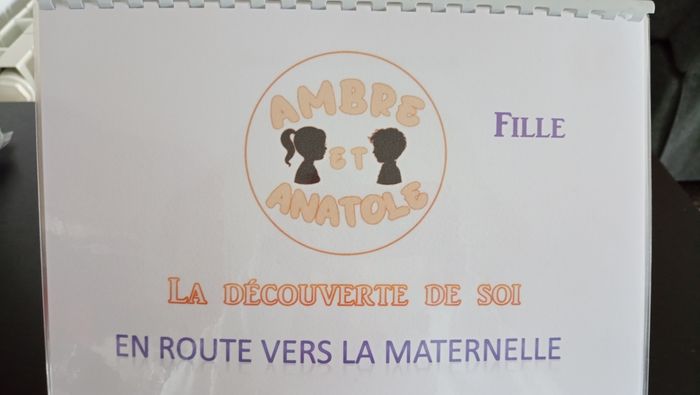 AMBRE
ET
ANATOLE
FILLE
LA DÉCOUVERTE DE SOI
EN ROUTE VERS LA MATERNELLE